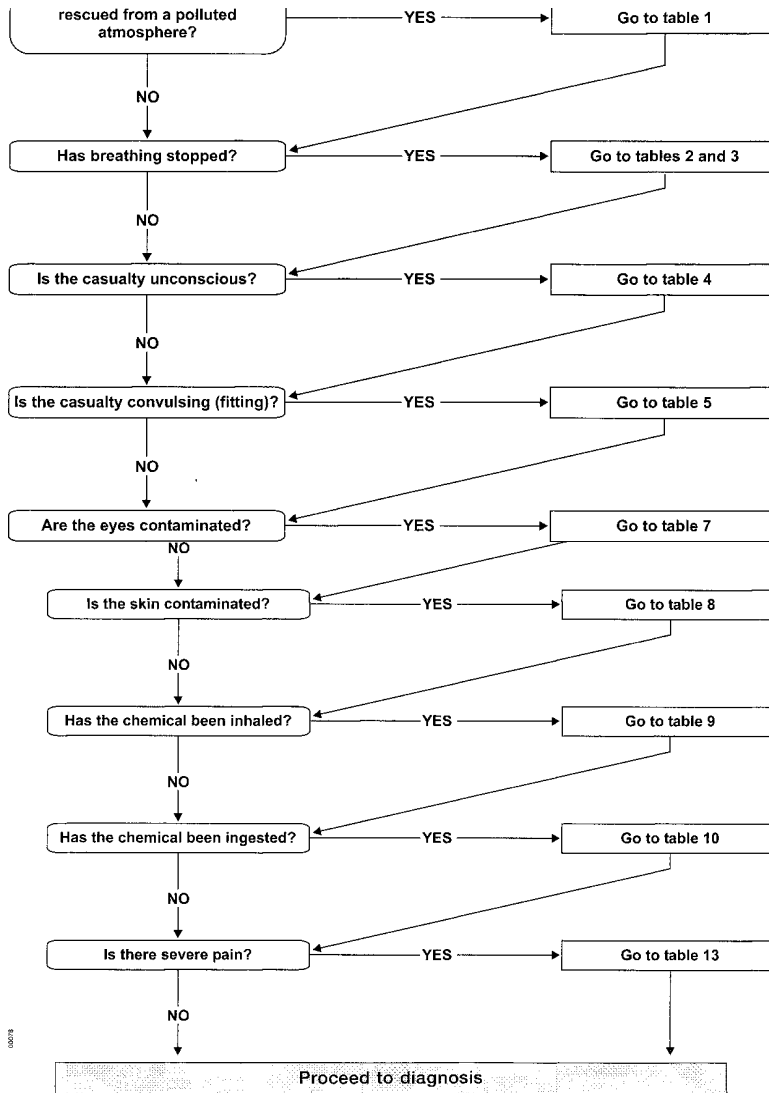 rescued from a polluted
atmosphere?
YES
Go to table 1
NO
Has breathing stopped?
YES
Go to tables 2 and 3
NO
Is the casualty unconscious?
YES
Go to table 4
NO
Is the casualty convulsing (fitting)?
YES
Go to table 5
NO
Are the eyes contaminated?
YES
Go to table 7
NO
Is the skin contaminated?
YES
Go to table 8
NO
Has the chemical been inhaled?
YES
Go to table 9
NO
Has the chemical been ingested?
YES
Go to table 10
NO
Is there severe pain?
YES
Go to table 13
NO
Proceed to diagnosis